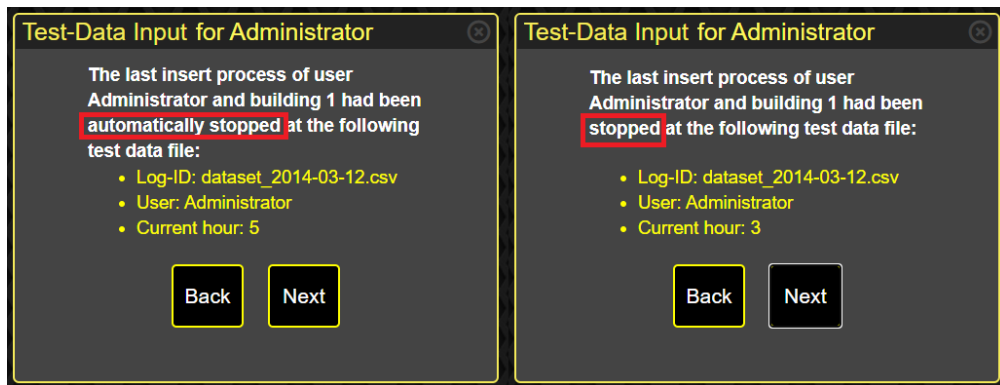 Test-Data Input for Administrator
The last insert process of user
Administrator and building 1 had been
automatically stopped at the following
test data file:
• Log-ID: dataset_2014-03-12.csv
• User: Administrator
• Current hour: 5
Back Next
Test-Data Input for Administrator
The last insert process of user
Administrator and building 1 had been
stopped at the following test data file:
• Log-ID: dataset_2014-03-12.csv
• User: Administrator
• Current hour: 3
Back Next